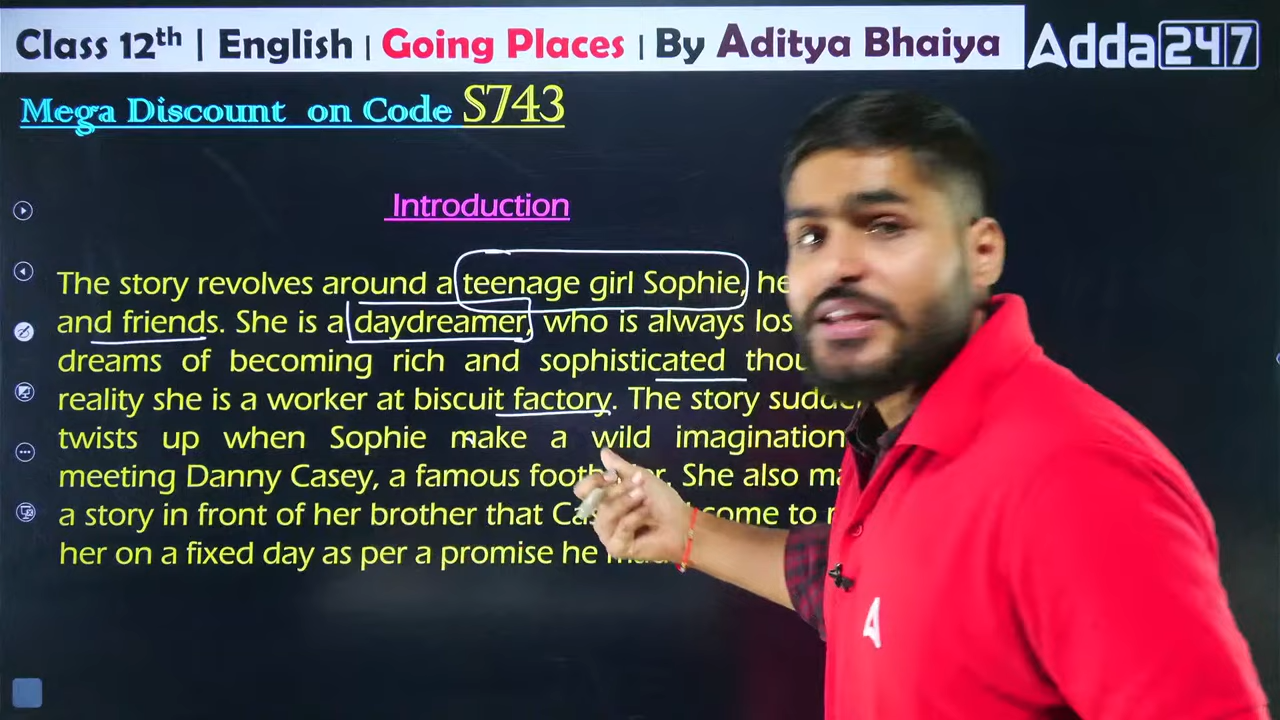 Class 12th | English | Going Places | By Aditya Bhaiya
Adda247
Mega Discount on Code S743
Introduction
The story revolves around a teenage girl Sophie, he
and friends. She is a daydreamer, who is always los
dreams of becoming rich and sophisticated thou
reality she is a worker at biscuit factory. The story sudde
twists up when Sophie make a wild imagination
meeting Danny Casey, a famous foot er. She also ma
a story in front of her brother that Cas come to
her on a fixed day as per a promise he